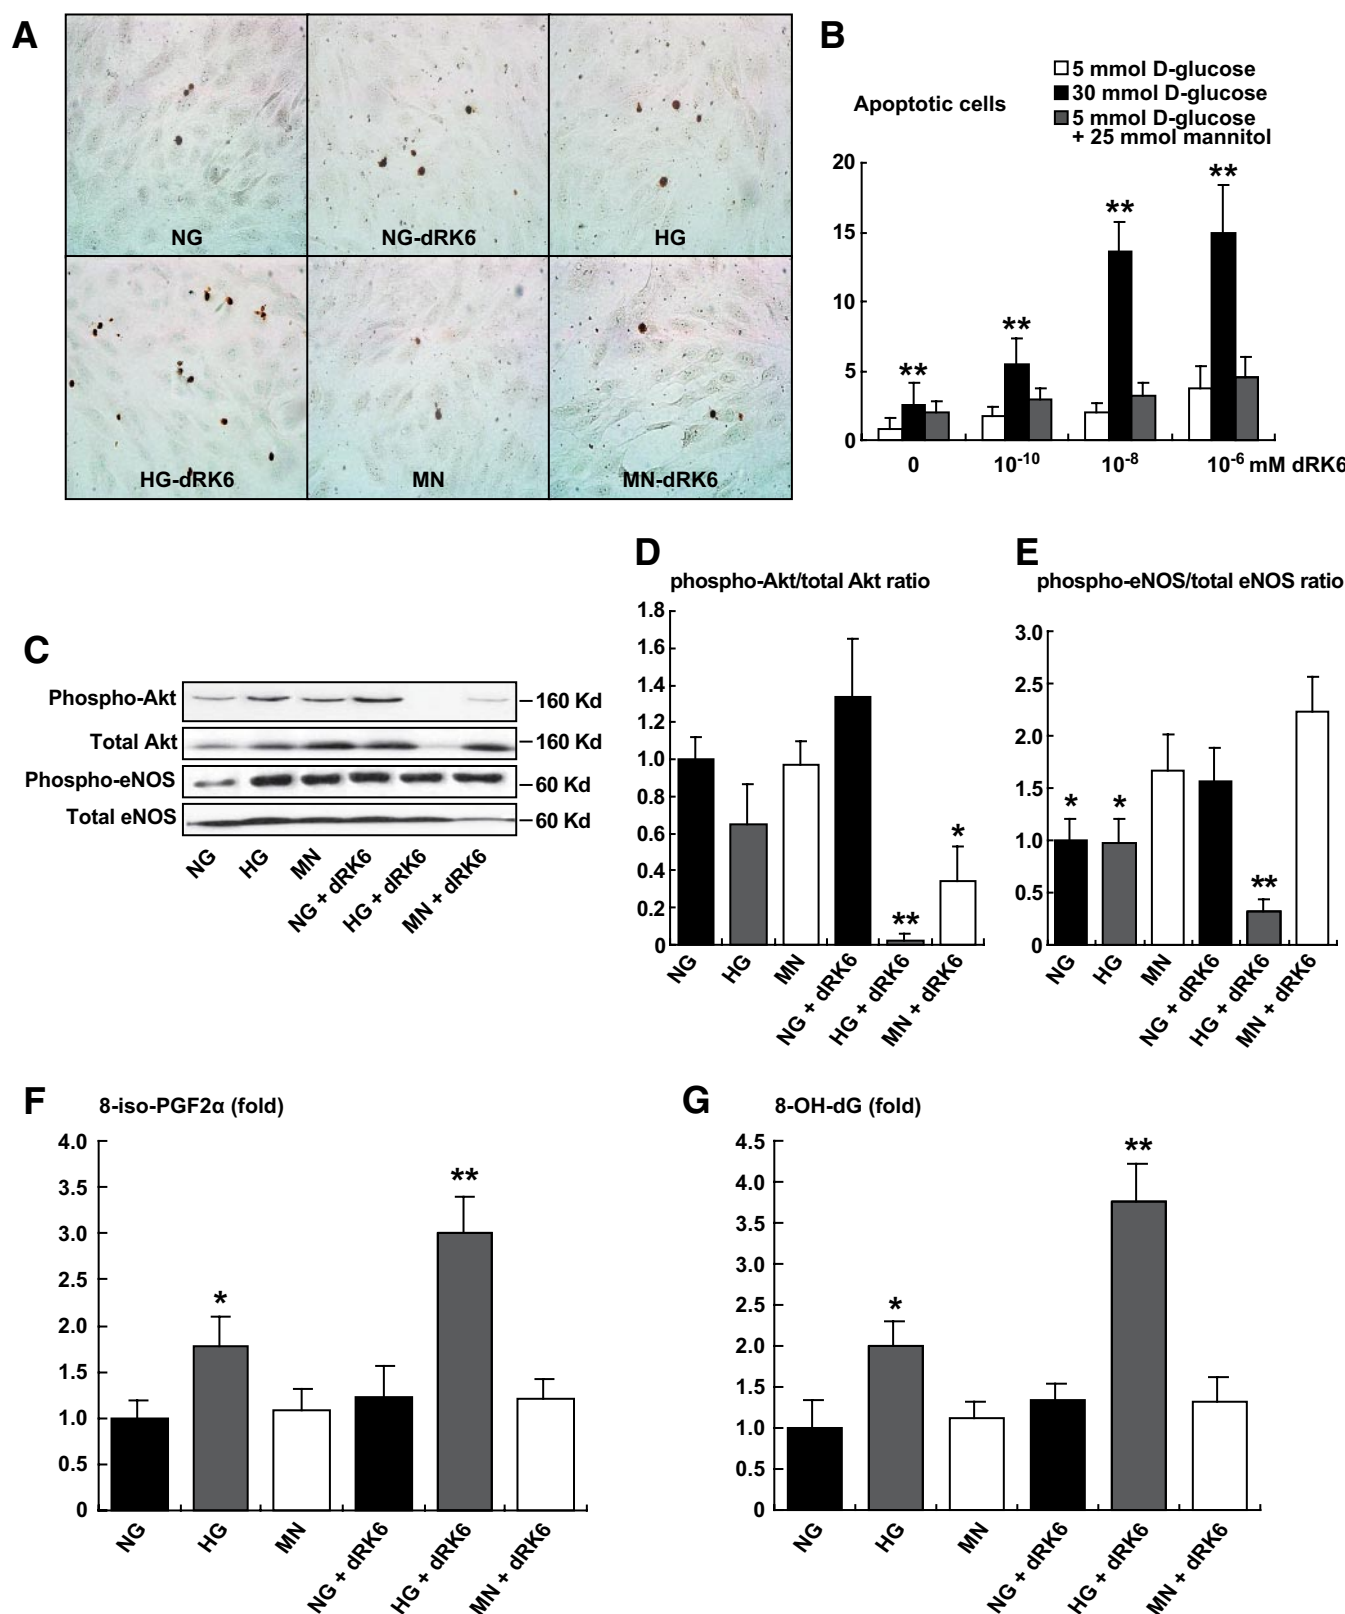 A
NG
NG-dRK6
HG
HG-dRK6
MN
MN-dRK6
B
5 mmol D-glucose
30 mmol D-glucose
5 mmol D-glucose
+ 25 mmol mannitol
Apoptotic cells
20
15
10
5
0
**
**
**
**
0
10⁻¹⁰
10⁻⁸
10⁻⁶ mM dRK6
C
Phospho-Akt
160 Kd
Total Akt
160 Kd
Phospho-eNOS
60 Kd
Total eNOS
60 Kd
NG
HG
MN
NG + dRK6
HG + dRK6
MN + dRK6
D
phospho-Akt/total Akt ratio
1.8
1.6
1.4
1.2
1.0
0.8
0.6
0.4
0.2
0
**
*
NG
HG
MN
NG + dRK6
HG + dRK6
MN + dRK6
E
phospho-eNOS/total eNOS ratio
3.0
2.5
2.0
1.5
1.0
0.5
0
*
*
**
NG
HG
MN
NG + dRK6
HG + dRK6
MN + dRK6
F
8-iso-PGF2α (fold)
4.0
3.5
3.0
2.5
2.0
1.5
1.0
0.5
0
*
**
NG
HG
MN
NG + dRK6
HG + dRK6
MN + dRK6
G
8-OH-dG (fold)
4.5
4.0
3.5
3.0
2.5
2.0
1.5
1.0
0.5
0
*
**
NG
HG
MN
NG + dRK6
HG + dRK6
MN + dRK6